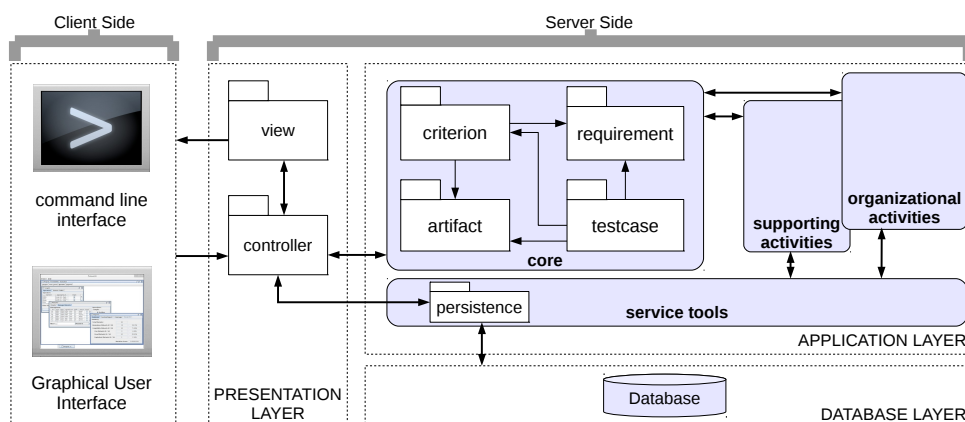 Client Side
Server Side
command line
interface
Graphical User
Interface
view
controller
PRESENTATION
LAYER
criterion
requirement
artifact
testcase
core
supporting
activities
organizational
activities
persistence
service tools
APPLICATION LAYER
Database
DATABASE LAYER